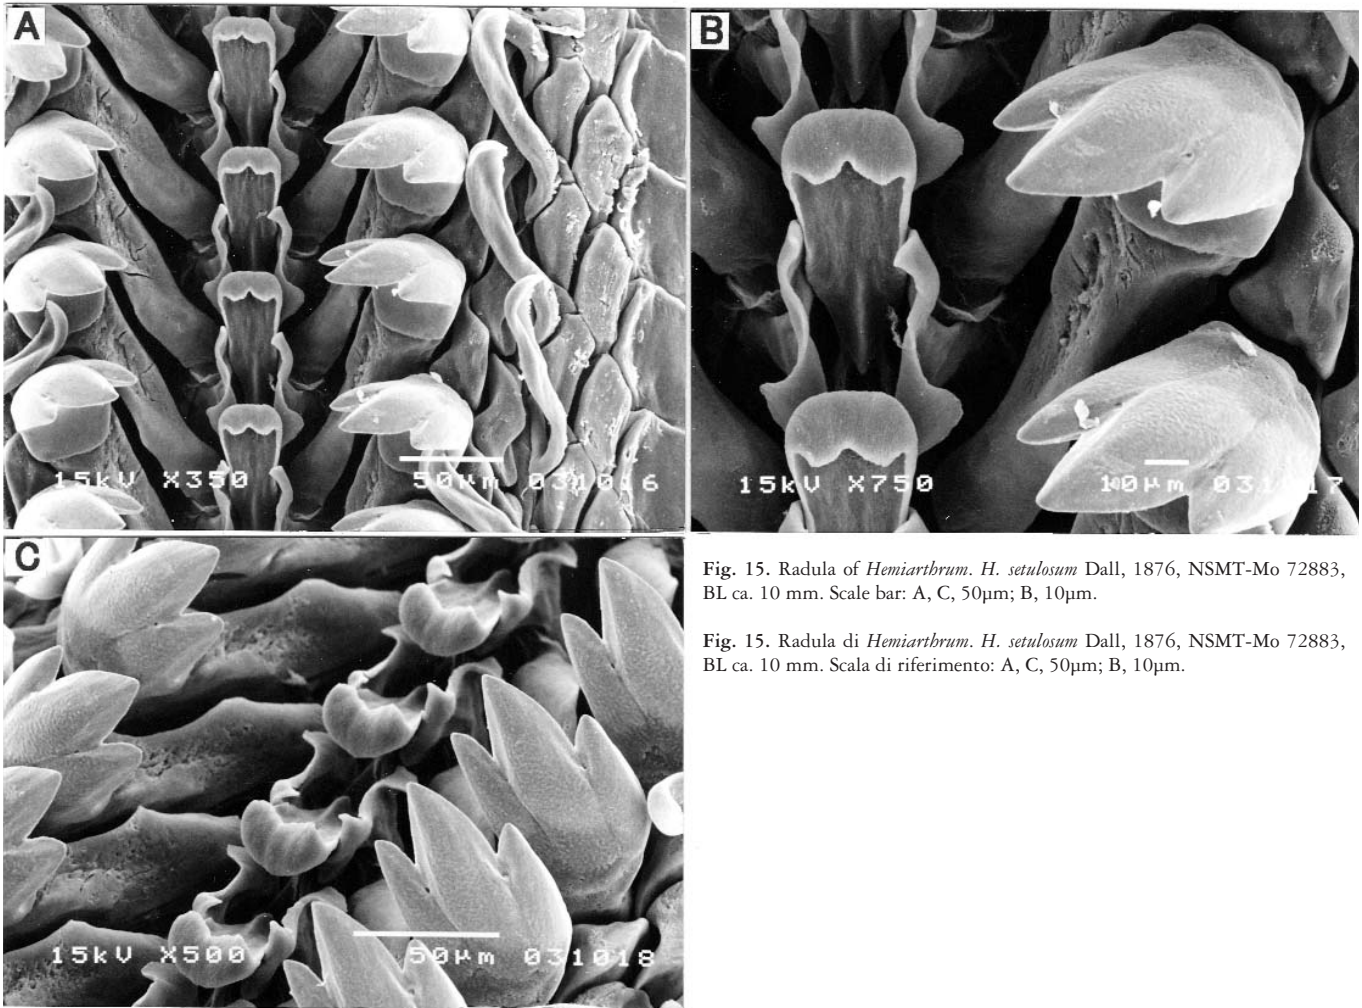 A
15kV X350 50µm 031016
B
15kV X750 10µm 031017
C
15kV X500 50µm 031018
Fig. 15. Radula of Hemiarthrum. H. setulosum Dall, 1876, NSMT-Mo 72883,
BL ca. 10 mm. Scale bar: A, C, 50µm; B, 10µm.
Fig. 15. Radula di Hemiarthrum. H. setulosum Dall, 1876, NSMT-Mo 72883,
BL ca. 10 mm. Scala di riferimento: A, C, 50µm; B, 10µm.